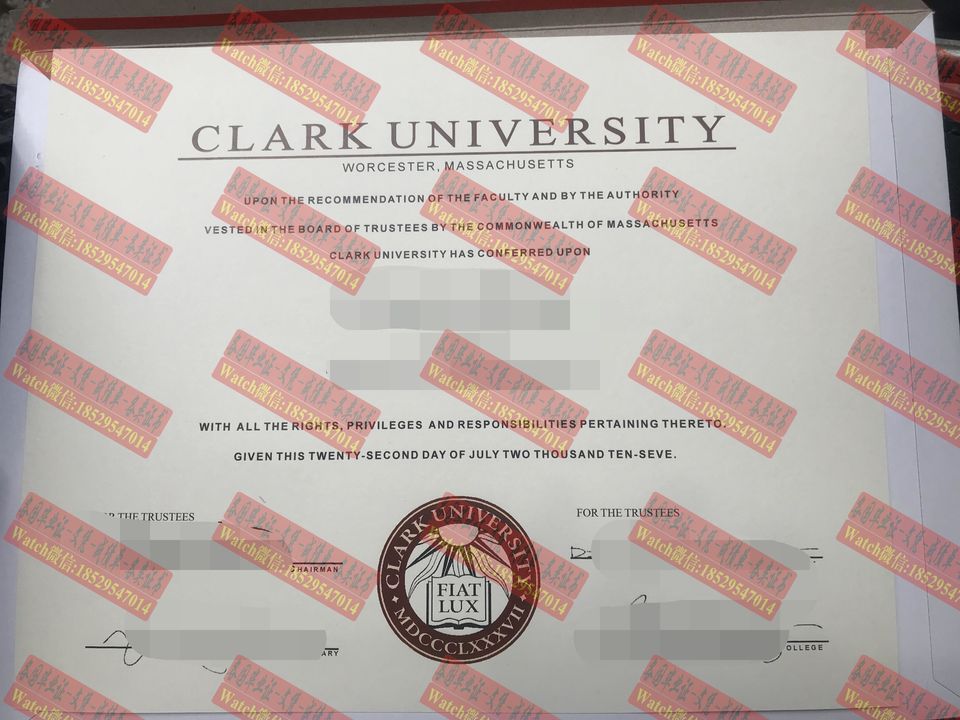 CLARK UNIVERSITY
WORCESTER, MASSACHUSETTS
UPON THE RECOMMENDATION OF THE FACULTY AND BY THE AUTHORITY
VESTED IN THE BOARD OF TRUSTEES BY THE COMMONWEALTH OF MASSACHUSETTS
CLARK UNIVERSITY HAS CONFERRED UPON
WITH ALL THE RIGHTS, PRIVILEGES AND RESPONSIBILITIES PERTAINING THERETO.
GIVEN THIS TWENTY-SECOND DAY OF JULY TWO THOUSAND TEN-SEVE.
THE TRUSTEES
FOR THE TRUSTEES
CHAIRMAN
CLARK UNIVERSITY
FIAT
LUX
MDCCCLXXXVII
Watch微信:18529547014